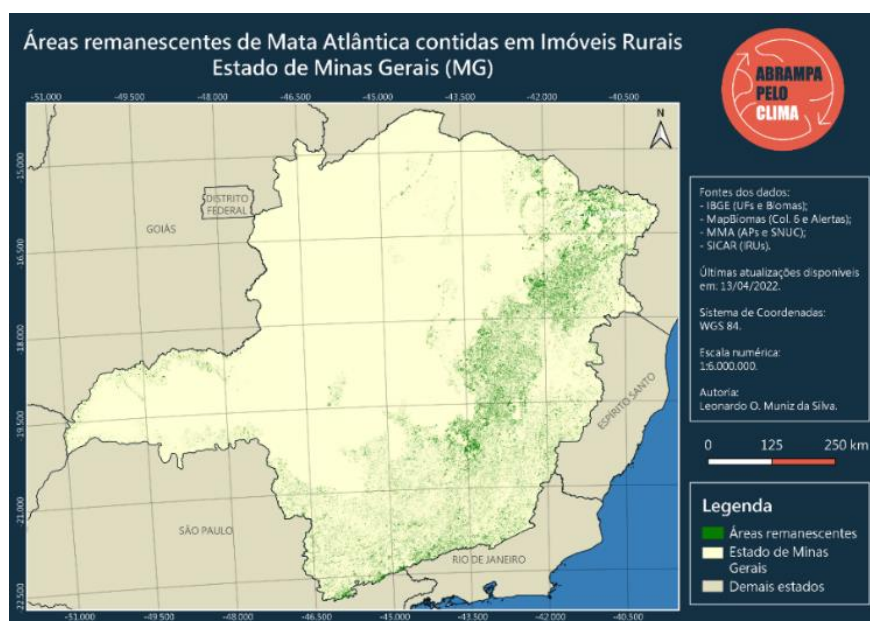 Áreas remanescentes de Mata Atlântica contidas em Imóveis Rurais
Estado de Minas Gerais (MG)
ABRAMPA
PELO
CLIMA
-51.000
-49.500
-48.000
-46.500
-45.000
-43.500
-42.000
-40.500
N
-15.000
-16.500
-18.000
-19.500
-21.000
-22.500
DISTRITO
FEDERAL
GOIÁS
ESPÍRITO SANTO
SÃO PAULO
RIO DE JANEIRO
-51.000
-49.500
-48.000
-46.500
-45.000
-43.500
-42.000
-40.500
Fontes dos dados:
- IBGE (UFs e Biomas);
- MapBiomas (Col. 6 e Alertas);
- MMA (APs e SNUC);
- SICAR (IRUs).
Últimas atualizações disponíveis
em: 13/04/2022.
Sistema de Coordenadas:
WGS 84.
Escala numérica:
1:6.000.000.
Autoria:
Leonardo O. Muniz da Silva.
0 125 250 km
Legenda
Áreas remanescentes
Estado de Minas
Gerais
Demais estados